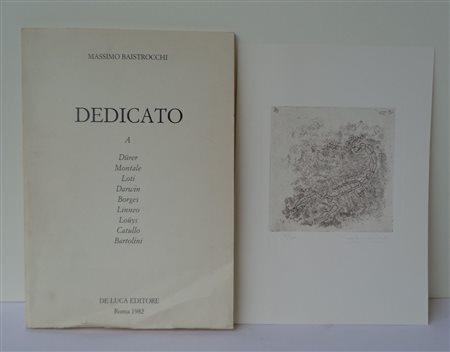 MASSIMO BAISTROCCHI
DEDICATO
A
Dürer
Montale
Loti
Darwin
Borges
Linneo
Loüys
Catullo
Bartolini
DE LUCA EDITORE
Roma 1982